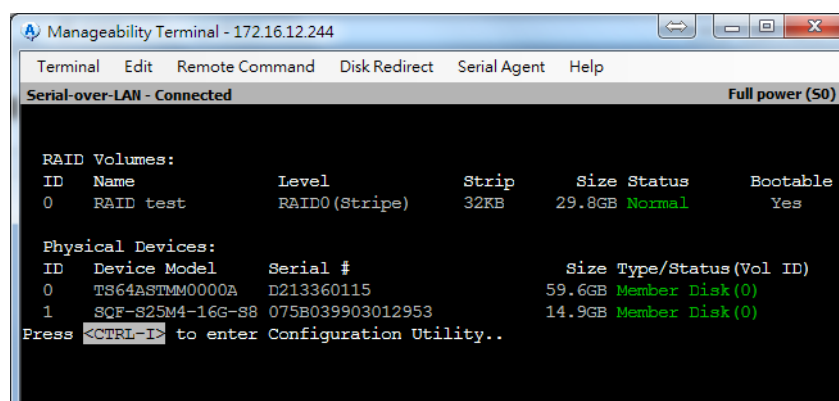 Manageability Terminal - 172.16.12.244
Terminal Edit Remote Command Disk Redirect Serial Agent Help
Serial-over-LAN - Connected Full power (S0)
RAID Volumes:
ID Name Level Strip Size Status Bootable
0 RAID test RAID0(Stripe) 32KB 29.8GB Normal Yes
Physical Devices:
ID Device Model Serial # Size Type/Status(Vol ID)
0 TS64ASTMM0000A D213360115 59.6GB Member Disk(0)
1 SQF-S25M4-16G-S8 075B039903012953 14.9GB Member Disk(0)
Press <CTRL-I> to enter Configuration Utility..